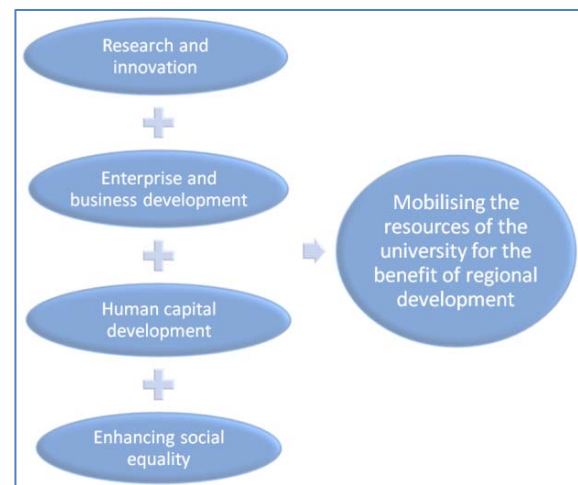 Research and
innovation
Enterprise and
business development
Human capital
development
Enhancing social
equality
Mobilising the
resources of the
university for the
benefit of regional
development